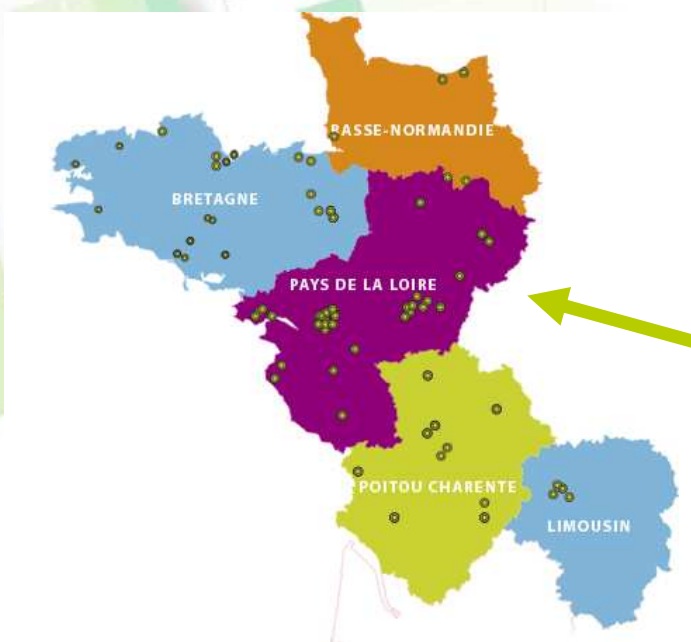 BASSE-NORMANDIE
BRETAGNE
PAYS DE LA LOIRE
POITOU CHARENTE
LIMOUSIN